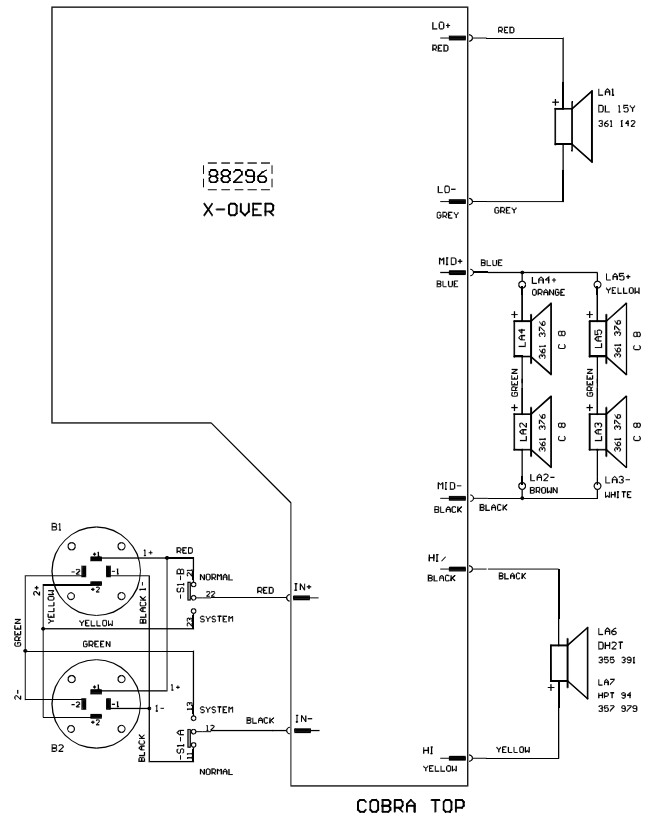 LO+
RED
RED
LA1
DL 15Y
361 142
+
88296
X-OVER
LO-
GREY
GREY
MID+
BLUE
BLUE
LA4+
ORANGE
LA5+
YELLOW
+
LA4
361 376
C 8
+
LA5
361 376
C 8
GREEN
GREEN
+
LA2
361 376
C 8
+
LA3
361 376
C 8
MID-
BLACK
BLACK
LA2-
BROWN
LA3-
WHITE
B1
+1
-2
-1
+2
1+
RED
21
-S1-B
NORMAL
22
RED
IN+
23
SYSTEM
2+
YELLOW
YELLOW
BLACK
1-
GREEN
GREEN
HI/
BLACK
BLACK
LA6
DH2T
355 391
LA7
HPT 94
357 979
+
2-
B2
+1
-2
-1
+2
1+
1-
BLACK
13
SYSTEM
12
BLACK
IN-
-S1-A
11
NORMAL
HI
YELLOW
YELLOW
COBRA TOP